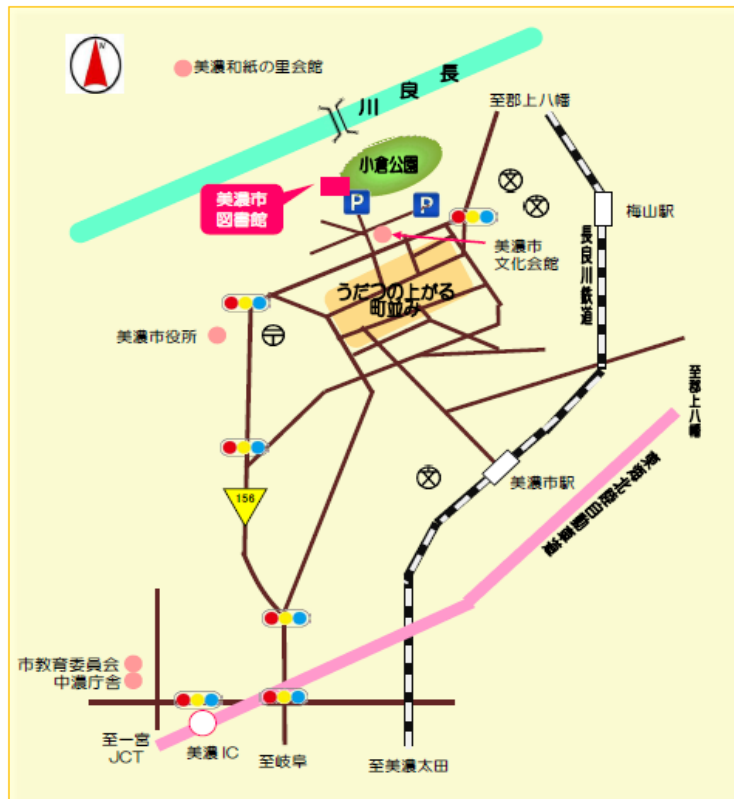 N
美濃和紙の里会館
長良川
至郡上八幡
小倉公園
美濃市
図書館
P
P
梅山駅
美濃市
文化会館
長良川鉄道
うだつの上がる
町並み
美濃市役所
至郡上八幡
美濃市駅
東海北陸自動車道
156
市教育委員会
中濃庁舎
至一宮
JCT
美濃IC
至岐阜
至美濃太田